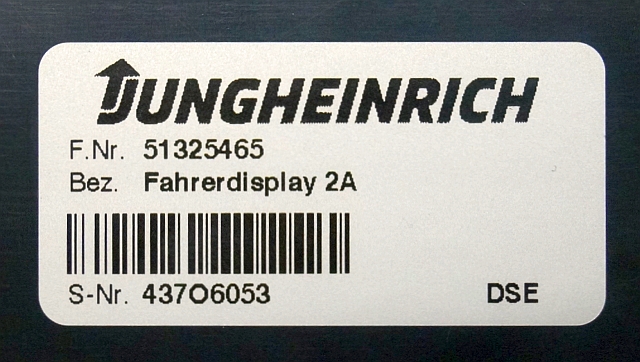 JUNGHEINRICH
F.Nr. 51325465
Bez. Fahrerdisplay 2A
S-Nr. 437O6053 DSE